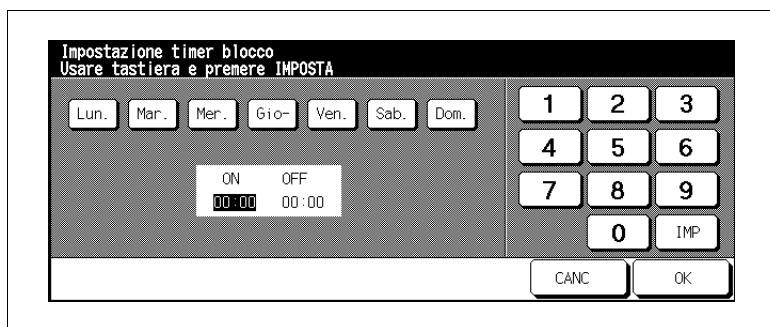 Impostazione timer blocco
Usare tastiera e premere IMPOSTA
Lun. Mar. Mer. Gio- Ven. Sab. Dom.
ON OFF
00:00 00:00
1 2 3
4 5 6
7 8 9
0 IMP
CANC OK